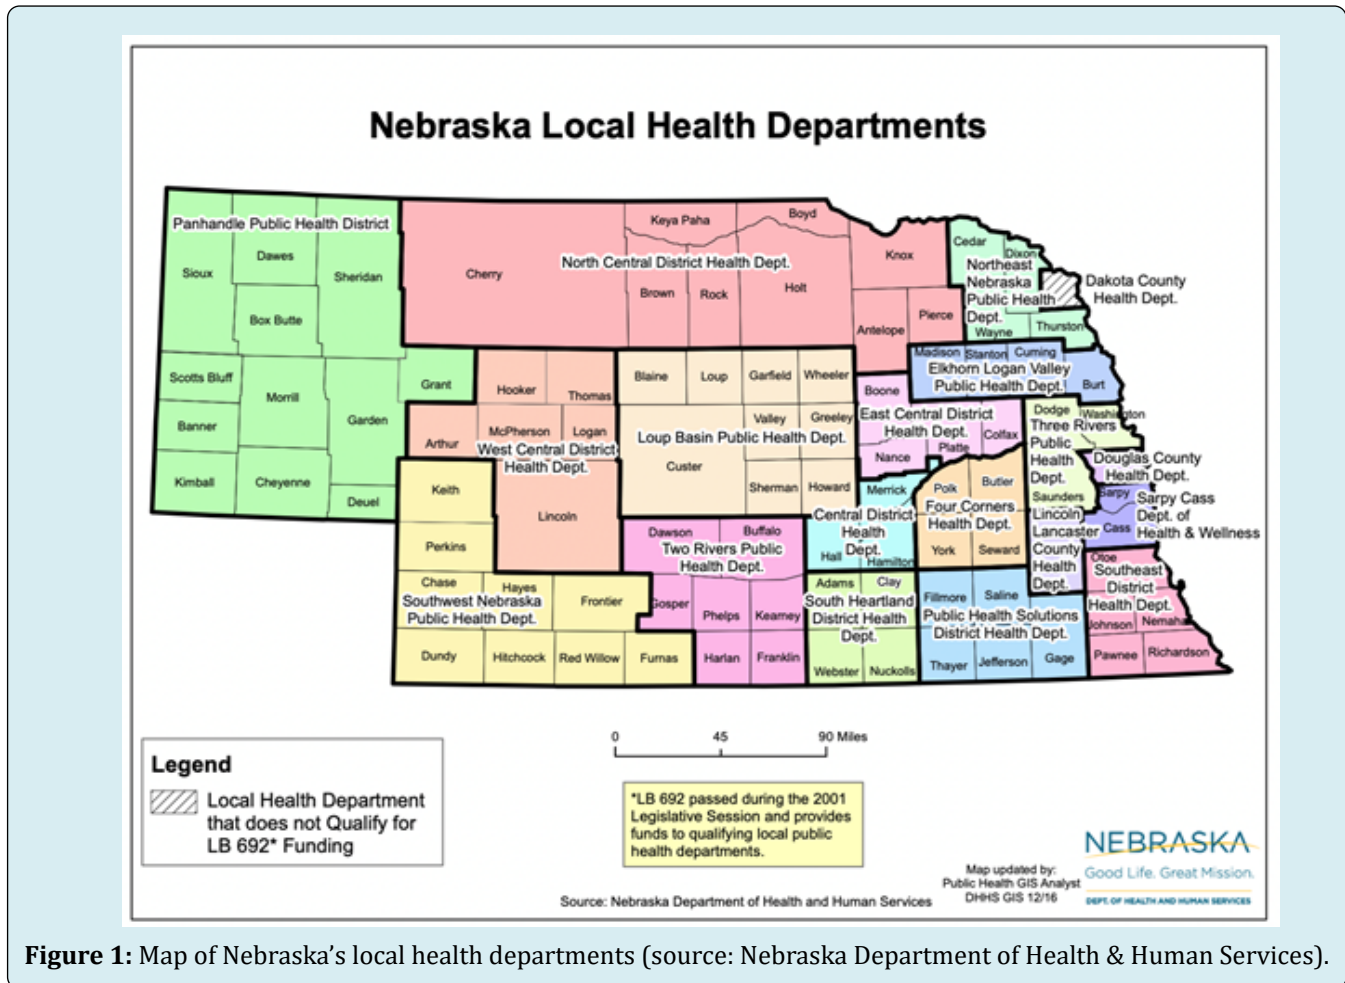 Nebraska Local Health Departments
Panhandle Public Health District
Sioux
Dawes
Sheridan
Box Butte
Scotts Bluff
Morrill
Garden
Grant
Banner
Kimball
Cheyenne
Deuel
Cherry
Keya Paha
Boyd
North Central District Health Dept.
Brown
Rock
Holt
Knox
Antelope
Pierce
Cedar
Dixon
Northeast
Nebraska
Public Health
Dept.
Wayne
Thurston
Dakota County
Health Dept.
Hooker
Thomas
Arthur
McPherson
Logan
West Central District
Health Dept.
Lincoln
Blaine
Loup
Garfield
Wheeler
Valley
Greeley
Loup Basin Public Health Dept.
Custer
Sherman
Howard
Madison
Stanton
Cuming
Elkhorn Logan Valley
Public Health Dept.
Burt
Boone
East Central District
Health Dept.
Colfax
Platte
Nance
Dodge
Washington
Three Rivers
Public
Health
Dept.
Saunders
Douglas County
Health Dept.
Sarpy
Cass
Sarpy Cass
Dept. of
Health & Wellness
Lincoln
Lancaster
County
Health
Dept.
Merrick
Central District
Health
Dept.
Hall
Hamilton
Polk
Butler
Four Corners
Health Dept.
York
Seward
Keith
Perkins
Chase
Hayes
Frontier
Southwest Nebraska
Public Health Dept.
Dundy
Hitchcock
Red Willow
Furnas
Dawson
Buffalo
Two Rivers Public
Health Dept.
Gosper
Phelps
Kearney
Harlan
Franklin
Adams
Clay
South Heartland
District Health
Dept.
Webster
Nuckolls
Fillmore
Saline
Public Health Solutions
District Health Dept.
Thayer
Jefferson
Gage
Otoe
Southeast
District
Health Dept.
Johnson
Nemaha
Pawnee
Richardson
0 45 90 Miles
Legend
Local Health Department
that does not Qualify for
LB 692* Funding
*LB 692 passed during the 2001
Legislative Session and provides
funds to qualifying local public
health departments.
Source: Nebraska Department of Health and Human Services
Map updated by:
Public Health GIS Analyst
DHHS GIS 12/16
NEBRASKA
Good Life. Great Mission.
DEPT. OF HEALTH AND HUMAN SERVICES
Figure 1: Map of Nebraska’s local health departments (source: Nebraska Department of Health & Human Services).